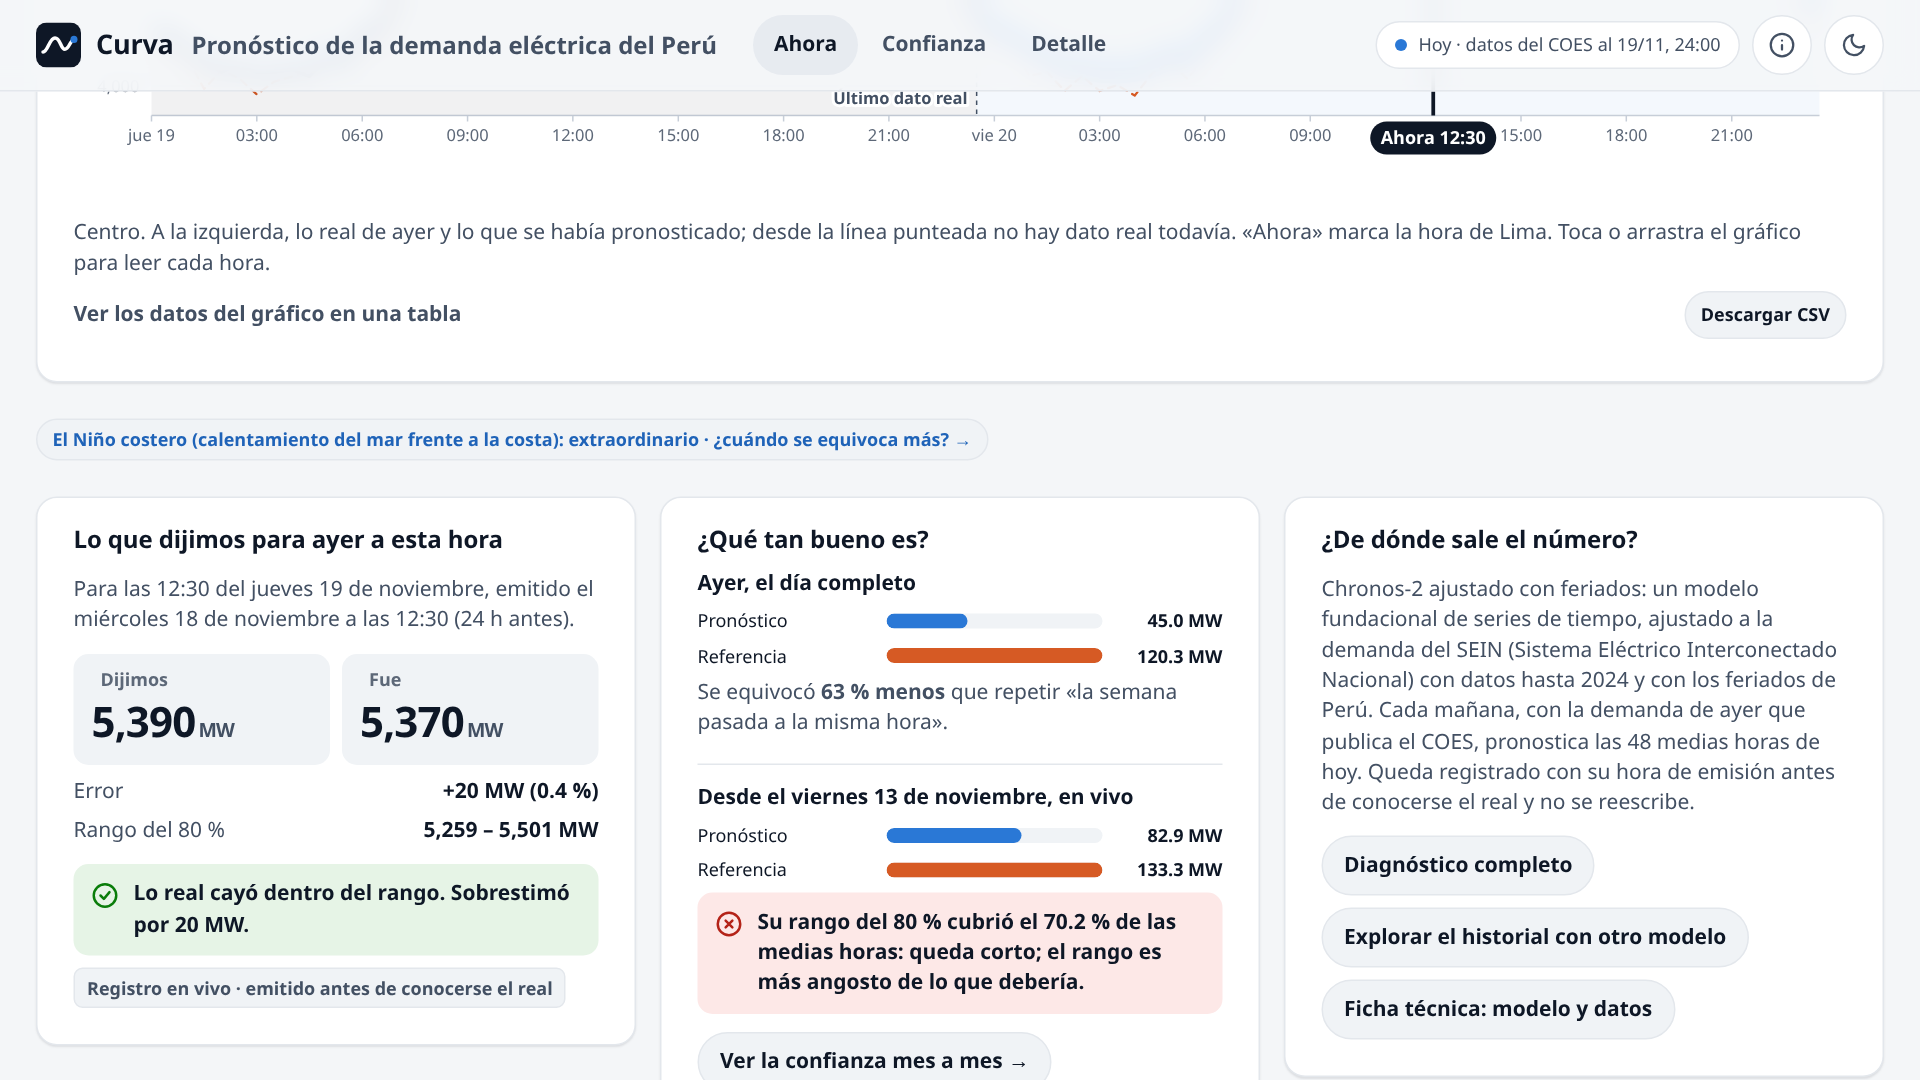 Curva Pronóstico de la demanda eléctrica del Perú
Ahora Confianza Detalle
Hoy · datos del COES al 19/11, 24:00
Último dato real
jue 19 03:00 06:00 09:00 12:00 15:00 18:00 21:00 vie 20 03:00 06:00 09:00 Ahora 12:30 15:00 18:00 21:00
Centro. A la izquierda, lo real de ayer y lo que se había pronosticado; desde la línea punteada no hay dato real todavía. «Ahora» marca la hora de Lima. Toca o arrastra el gráfico
para leer cada hora.
Ver los datos del gráfico en una tabla
Descargar CSV
El Niño costero (calentamiento del mar frente a la costa): extraordinario · ¿cuándo se equivoca más? →
Lo que dijimos para ayer a esta hora
Para las 12:30 del jueves 19 de noviembre, emitido el
miércoles 18 de noviembre a las 12:30 (24 h antes).
Dijimos
5,390 MW
Fue
5,370 MW
Error +20 MW (0.4 %)
Rango del 80 % 5,259 – 5,501 MW
Lo real cayó dentro del rango. Sobrestimó
por 20 MW.
Registro en vivo · emitido antes de conocerse el real
¿Qué tan bueno es?
Ayer, el día completo
Pronóstico 45.0 MW
Referencia 120.3 MW
Se equivocó 63 % menos que repetir «la semana
pasada a la misma hora».
Desde el viernes 13 de noviembre, en vivo
Pronóstico 82.9 MW
Referencia 133.3 MW
Su rango del 80 % cubrió el 70.2 % de las
medias horas: queda corto; el rango es
más angosto de lo que debería.
Ver la confianza mes a mes →
¿De dónde sale el número?
Chronos-2 ajustado con feriados: un modelo
fundacional de series de tiempo, ajustado a la
demanda del SEIN (Sistema Eléctrico Interconectado
Nacional) con datos hasta 2024 y con los feriados de
Perú. Cada mañana, con la demanda de ayer que
publica el COES, pronostica las 48 medias horas de
hoy. Queda registrado con su hora de emisión antes
de conocerse el real y no se reescribe.
Diagnóstico completo
Explorar el historial con otro modelo
Ficha técnica: modelo y datos